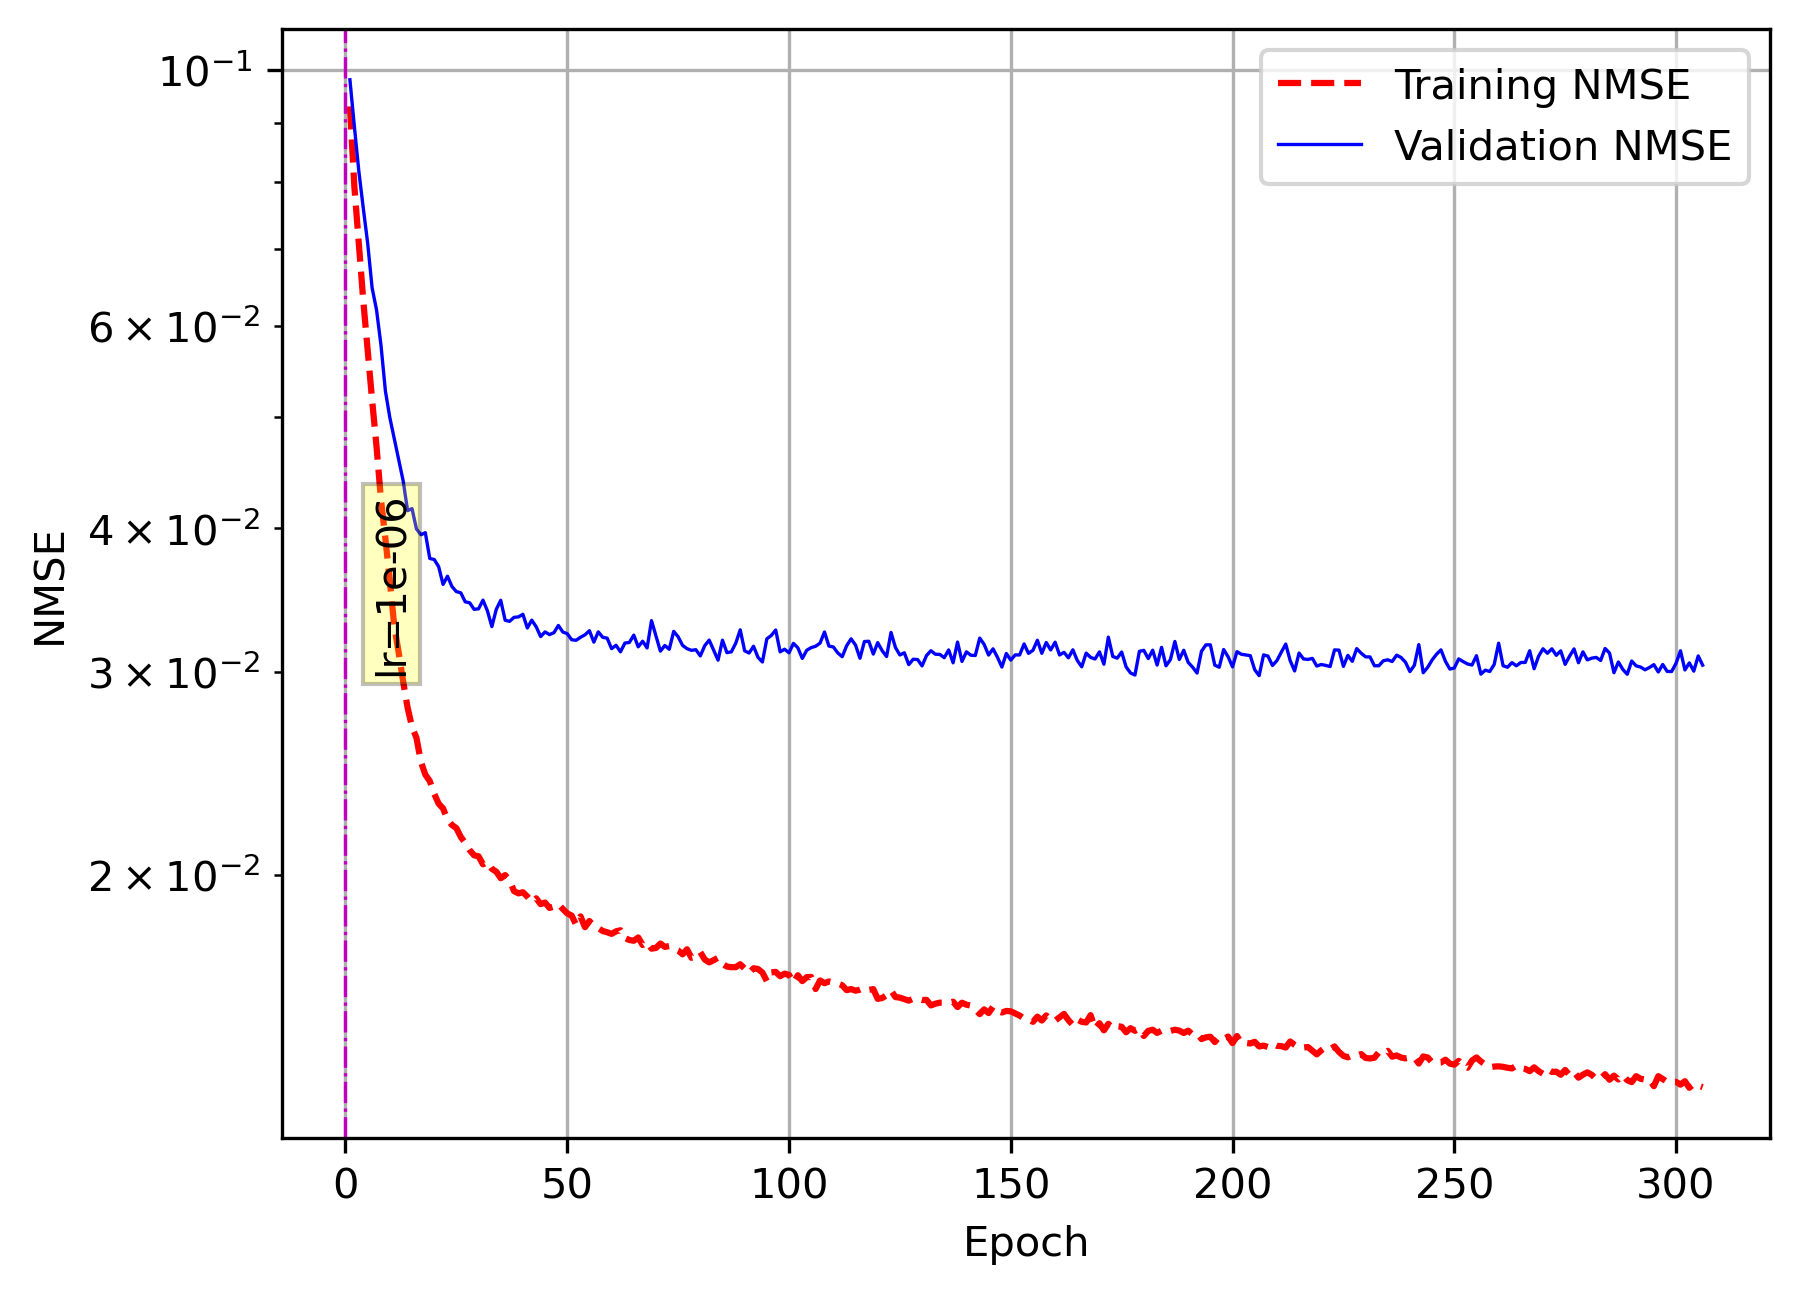 10⁻¹
6 × 10⁻²
4 × 10⁻²
3 × 10⁻²
2 × 10⁻²
NMSE
lr=1e-06
Training NMSE
Validation NMSE
0 50 100 150 200 250 300
Epoch